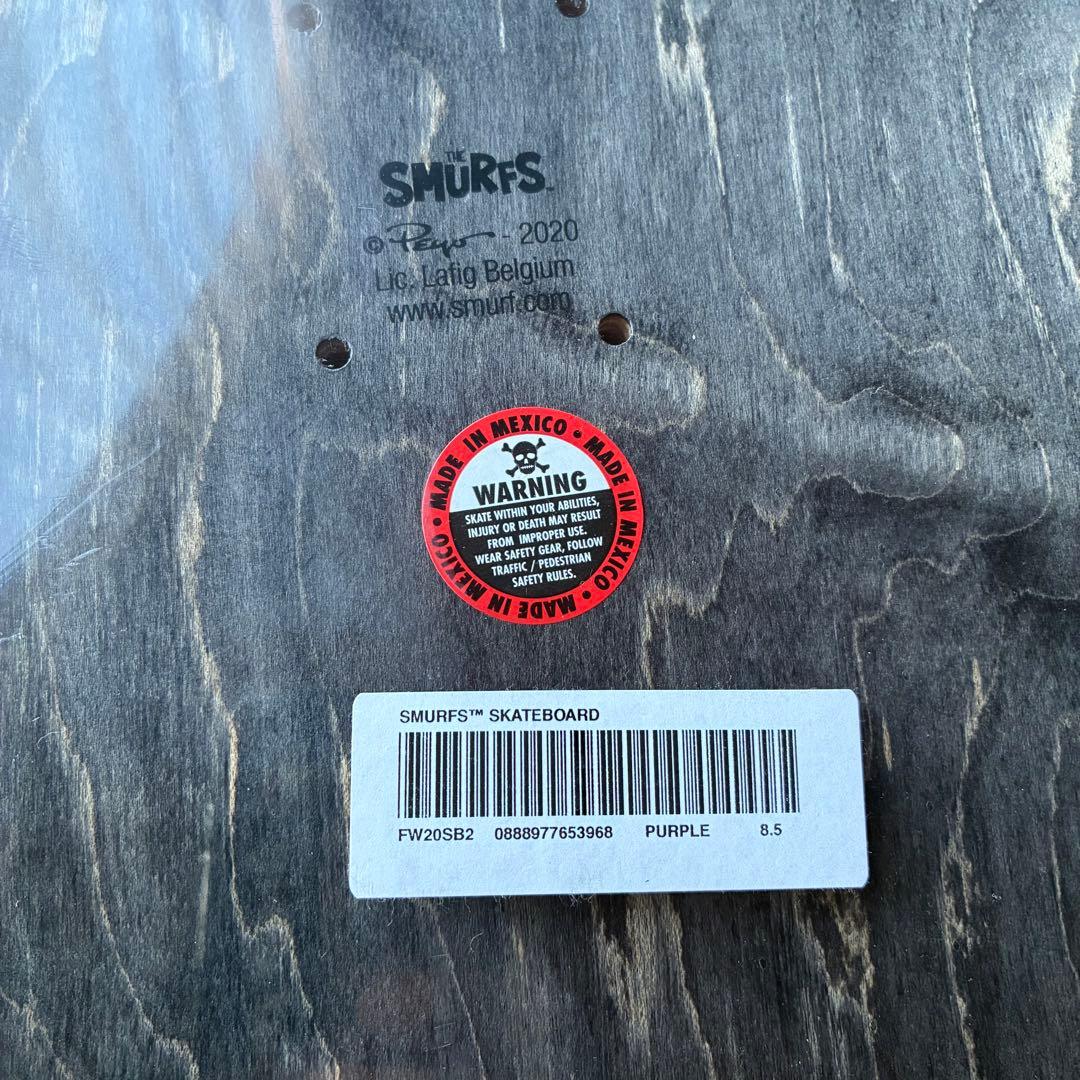 THE
SMURFS™
© Peyo - 2020
Lic. Lafig Belgium
www.smurf.com
MADE IN MEXICO • MADE IN MEXICO • MADE IN MEXICO •
WARNING
SKATE WITHIN YOUR ABILITIES,
INJURY OR DEATH MAY RESULT
FROM IMPROPER USE.
WEAR SAFETY GEAR, FOLLOW
TRAFFIC / PEDESTRIAN
SAFETY RULES.
SMURFS™ SKATEBOARD
FW20SB2 0888977653968 PURPLE 8.5